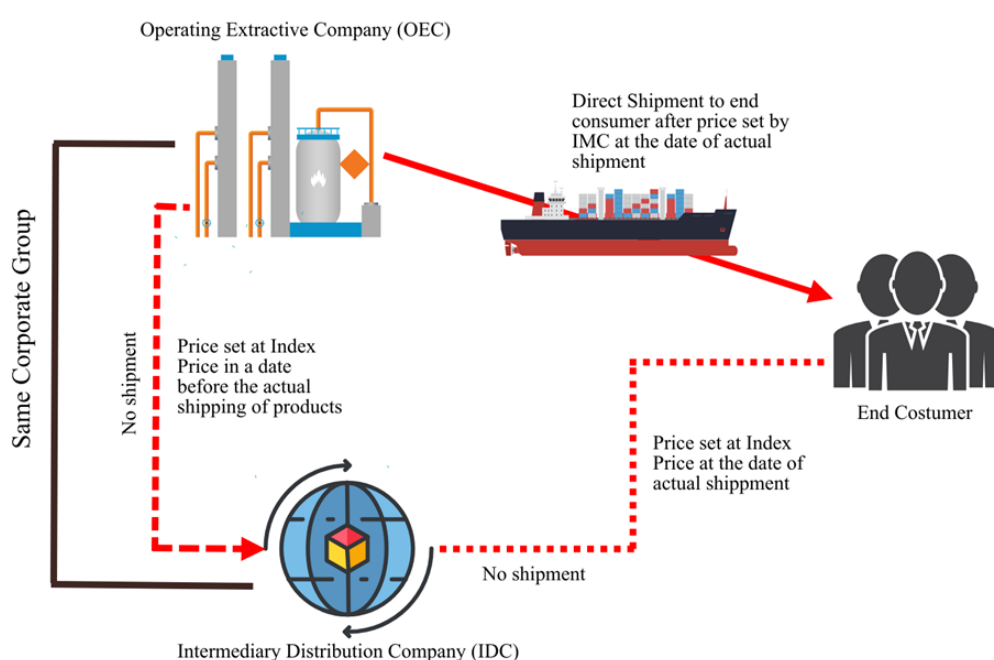 Operating Extractive Company (OEC)
Direct Shipment to end
consumer after price set by
IMC at the date of actual
shipment
Same Corporate Group
No shipment
Price set at Index
Price in a date
before the actual
shipping of products
End Costumer
Price set at Index
Price at the date of
actual shippment
No shipment
Intermediary Distribution Company (IDC)